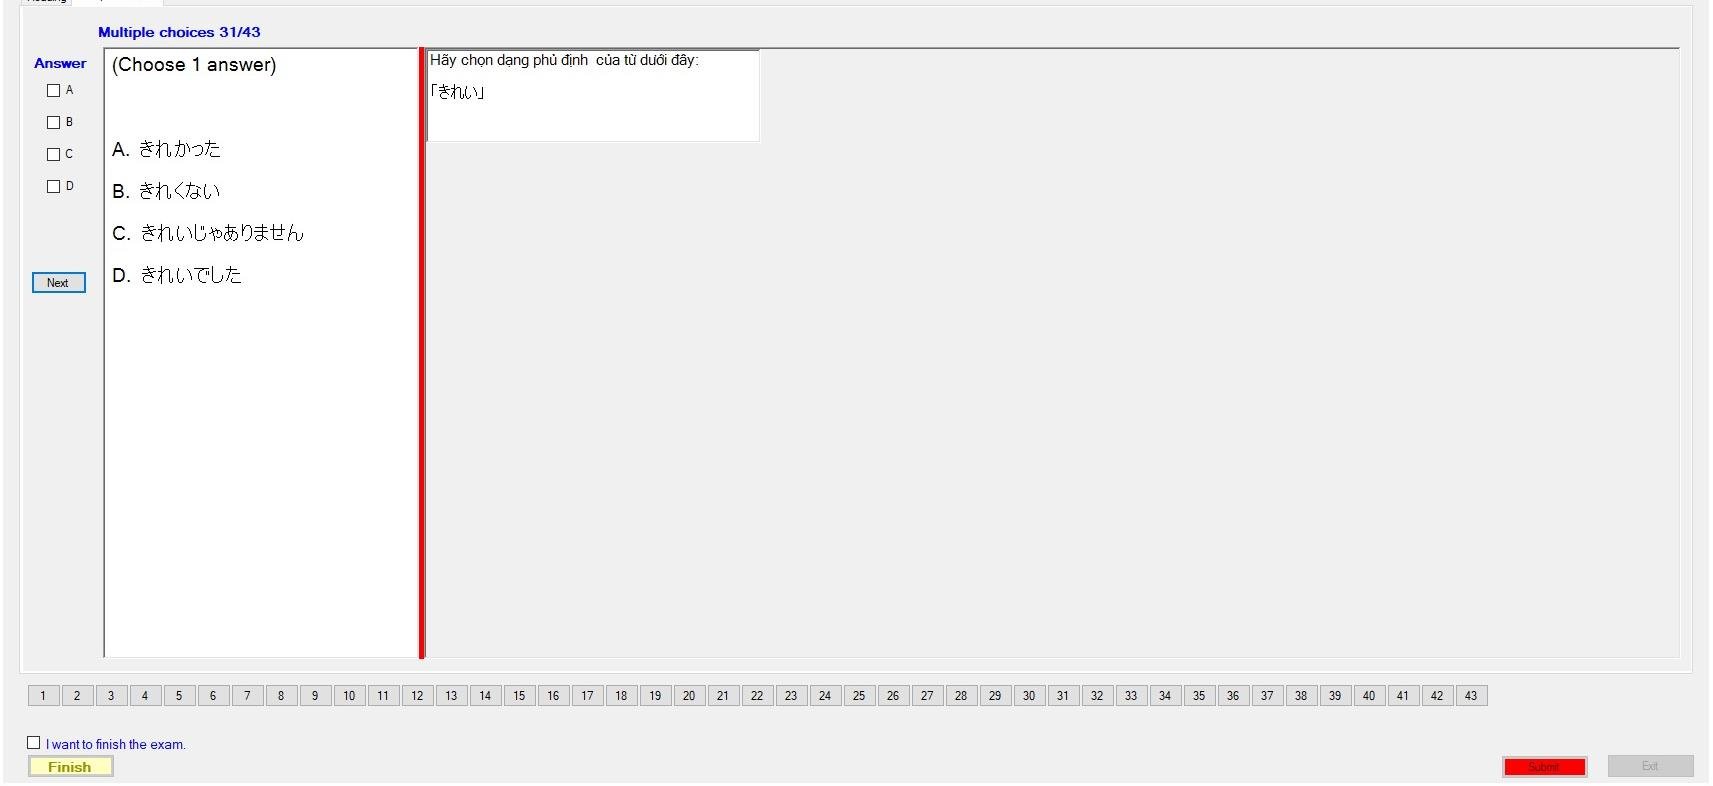 Multiple choices 31/43
Answer
A
B
C
D
Next
(Choose 1 answer)
A. きれかった
B. きれくない
C. きれいじゃありません
D. きれいでした
Hãy chọn dạng phủ định  của từ dưới đây:
「きれい」
1 2 3 4 5 6 7 8 9 10 11 12 13 14 15 16 17 18 19 20 21 22 23 24 25 26 27 28 29 30 31 32 33 34 35 36 37 38 39 40 41 42 43
I want to finish the exam.
Finish
Submit
Exit